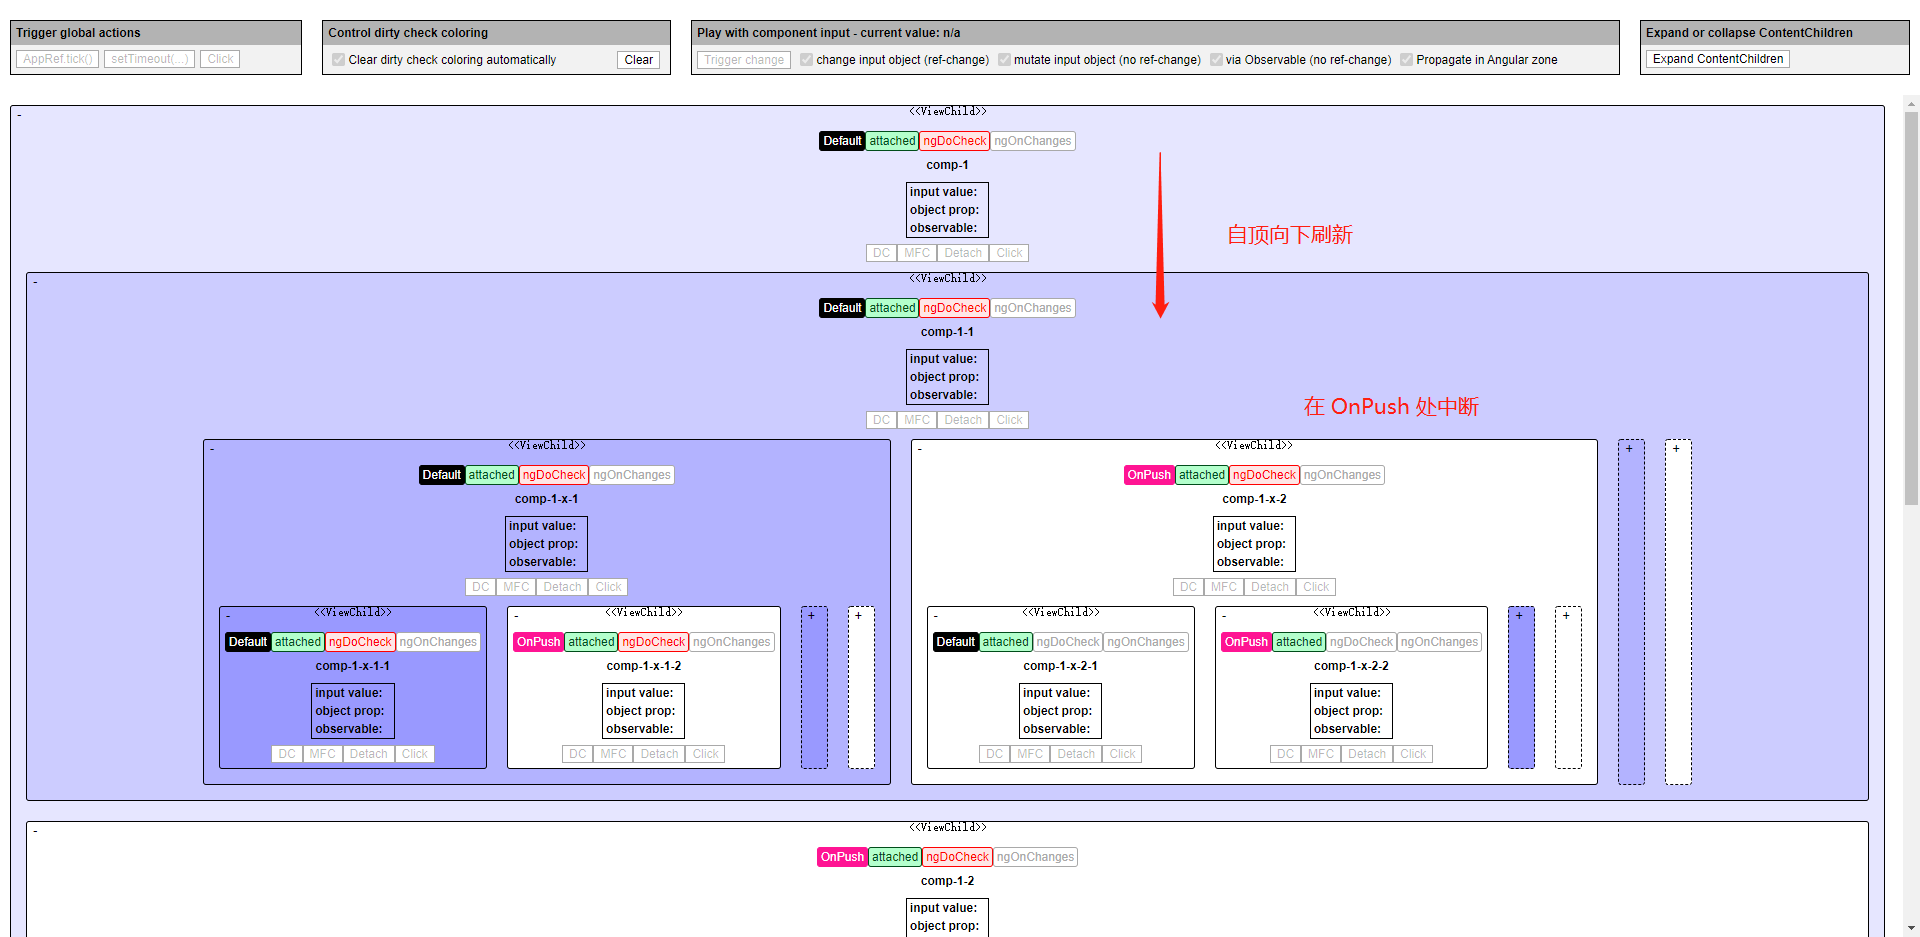 Trigger global actions
AppRef.tick() setTimeout(...) Click
Control dirty check coloring
Clear dirty check coloring automatically Clear
Play with component input - current value: n/a
Trigger change change input object (ref-change) mutate input object (no ref-change) via Observable (no ref-change) Propagate in Angular zone
Expand or collapse ContentChildren
Expand ContentChildren
- <<ViewChild>>
Default attached ngDoCheck ngOnChanges
comp-1
input value:
object prop:
observable:
DC MFC Detach Click
自顶向下刷新
- <<ViewChild>>
Default attached ngDoCheck ngOnChanges
comp-1-1
input value:
object prop:
observable:
DC MFC Detach Click
在 OnPush 处中断
- <<ViewChild>>
Default attached ngDoCheck ngOnChanges
comp-1-x-1
input value:
object prop:
observable:
DC MFC Detach Click
- <<ViewChild>>
Default attached ngDoCheck ngOnChanges
comp-1-x-1-1
input value:
object prop:
observable:
DC MFC Detach Click
- <<ViewChild>>
OnPush attached ngDoCheck ngOnChanges
comp-1-x-1-2
input value:
object prop:
observable:
DC MFC Detach Click
+ +
- <<ViewChild>>
OnPush attached ngDoCheck ngOnChanges
comp-1-x-2
input value:
object prop:
observable:
DC MFC Detach Click
- <<ViewChild>>
Default attached ngDoCheck ngOnChanges
comp-1-x-2-1
input value:
object prop:
observable:
DC MFC Detach Click
- <<ViewChild>>
OnPush attached ngDoCheck ngOnChanges
comp-1-x-2-2
input value:
object prop:
observable:
DC MFC Detach Click
+ +
+ +
- <<ViewChild>>
OnPush attached ngDoCheck ngOnChanges
comp-1-2
input value:
object prop: